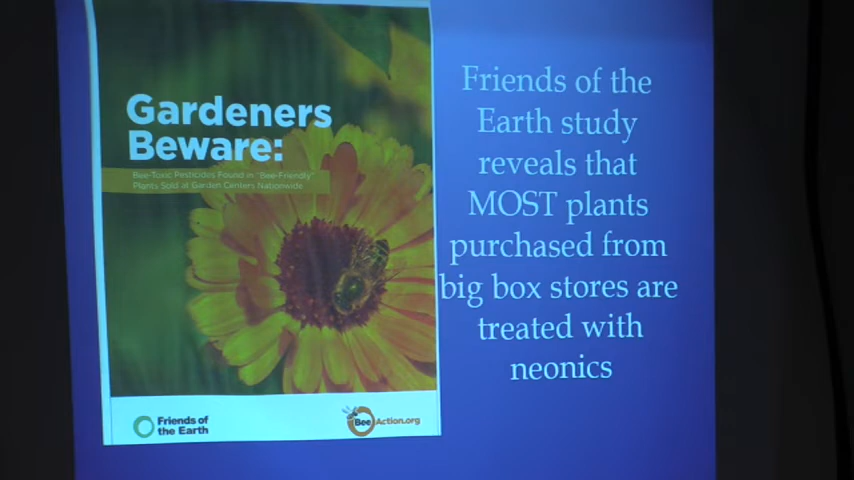 Gardeners
Beware:
Bee-Toxic Pesticides Found in "Bee-Friendly"
Plants Sold at Garden Centers Nationwide
Friends of
the Earth
BeeAction.org
Friends of the
Earth study
reveals that
MOST plants
purchased from
big box stores are
treated with
neonics